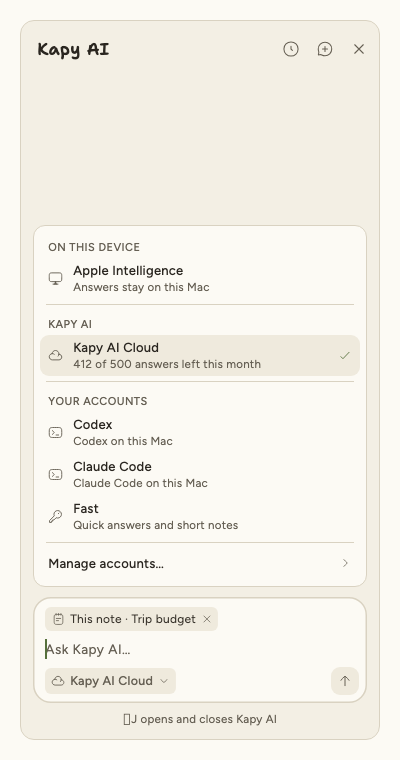 Kapy AI
ON THIS DEVICE
Apple Intelligence
Answers stay on this Mac
KAPY AI
Kapy AI Cloud
412 of 500 answers left this month
YOUR ACCOUNTS
Codex
Codex on this Mac
Claude Code
Claude Code on this Mac
Fast
Quick answers and short notes
Manage accounts...
This note · Trip budget
Ask Kapy AI...
Kapy AI Cloud
▯J opens and closes Kapy AI